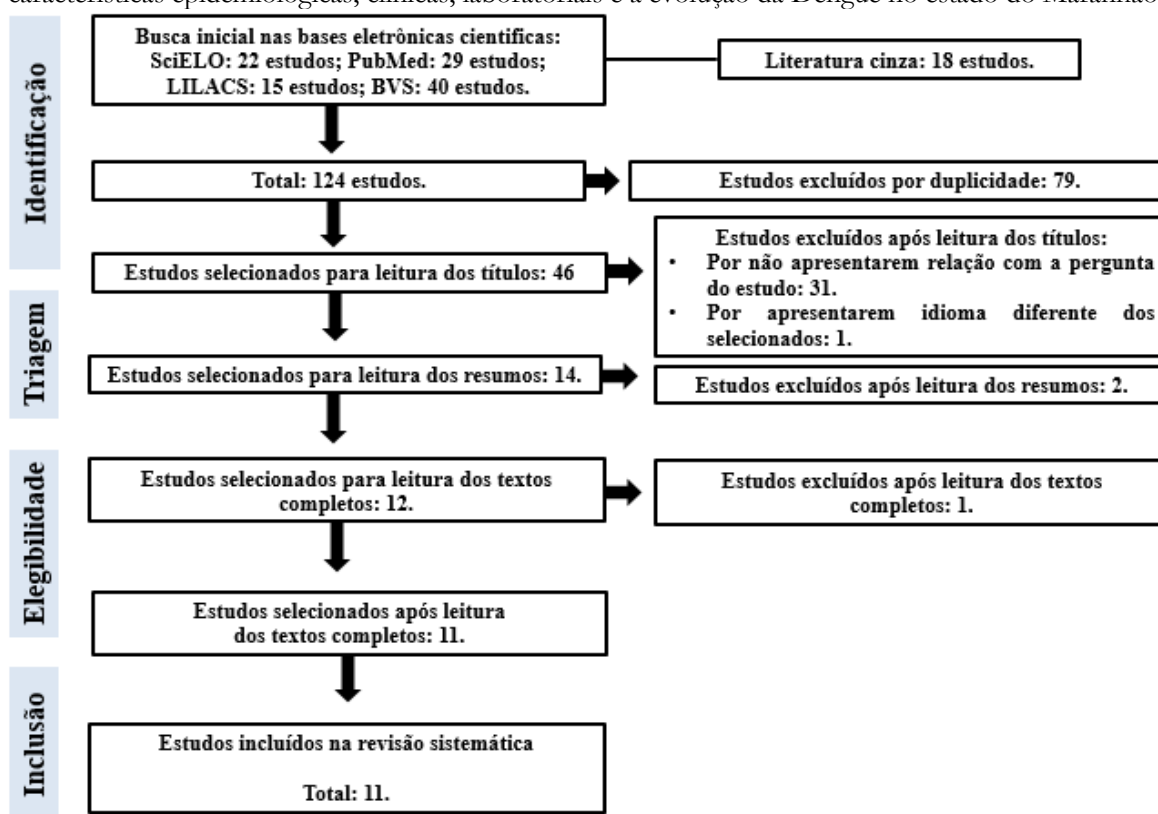 características epidemiológicas, clínicas, laboratoriais e a evolução da Dengue no estado do Maranhão
Identificação
Busca inicial nas bases eletrônicas cientificas:
SciELO: 22 estudos; PubMed: 29 estudos;
LILACS: 15 estudos; BVS: 40 estudos.
Literatura cinza: 18 estudos.
Total: 124 estudos.
Estudos excluídos por duplicidade: 79.
Estudos selecionados para leitura dos títulos: 46
Estudos excluídos após leitura dos títulos:
• Por não apresentarem relação com a pergunta
do estudo: 31.
• Por apresentarem idioma diferente dos
selecionados: 1.
Triagem
Estudos selecionados para leitura dos resumos: 14.
Estudos excluídos após leitura dos resumos: 2.
Elegibilidade
Estudos selecionados para leitura dos textos
completos: 12.
Estudos excluídos após leitura dos textos
completos: 1.
Estudos selecionados após leitura
dos textos completos: 11.
Inclusão
Estudos incluídos na revisão sistemática
Total: 11.